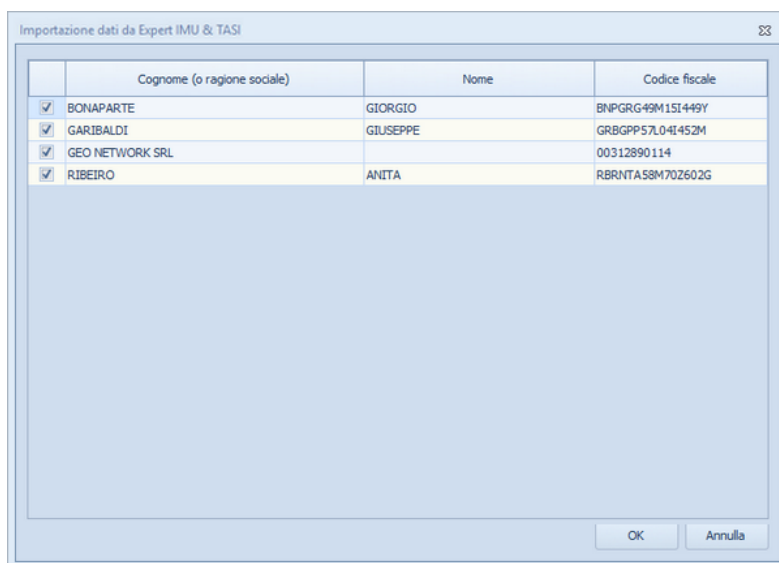 Importazione dati da Expert IMU & TASI
Cognome (o ragione sociale) Nome Codice fiscale
BONAPARTE GIORGIO BNPGRG49M15I449Y
GARIBALDI GIUSEPPE GRBGPP57L04I452M
GEO NETWORK SRL 00312890114
RIBEIRO ANITA RBRNTA58M70Z602G
OK Annulla